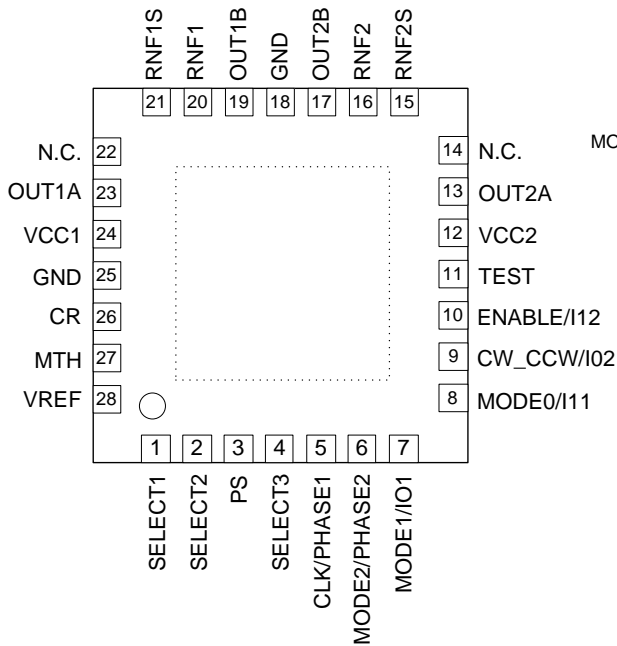 RNF1S
RNF1
OUT1B
GND
OUT2B
RNF2
RNF2S
21 20 19 18 17 16 15
N.C. 22
OUT1A 23
VCC1 24
GND 25
CR 26
MTH 27
VREF 28
14 N.C.
13 OUT2A
12 VCC2
11 TEST
10 ENABLE/I12
9 CW_CCW/I02
8 MODE0/I11
MO
1 2 3 4 5 6 7
SELECT1
SELECT2
PS
SELECT3
CLK/PHASE1
MODE2/PHASE2
MODE1/IO1